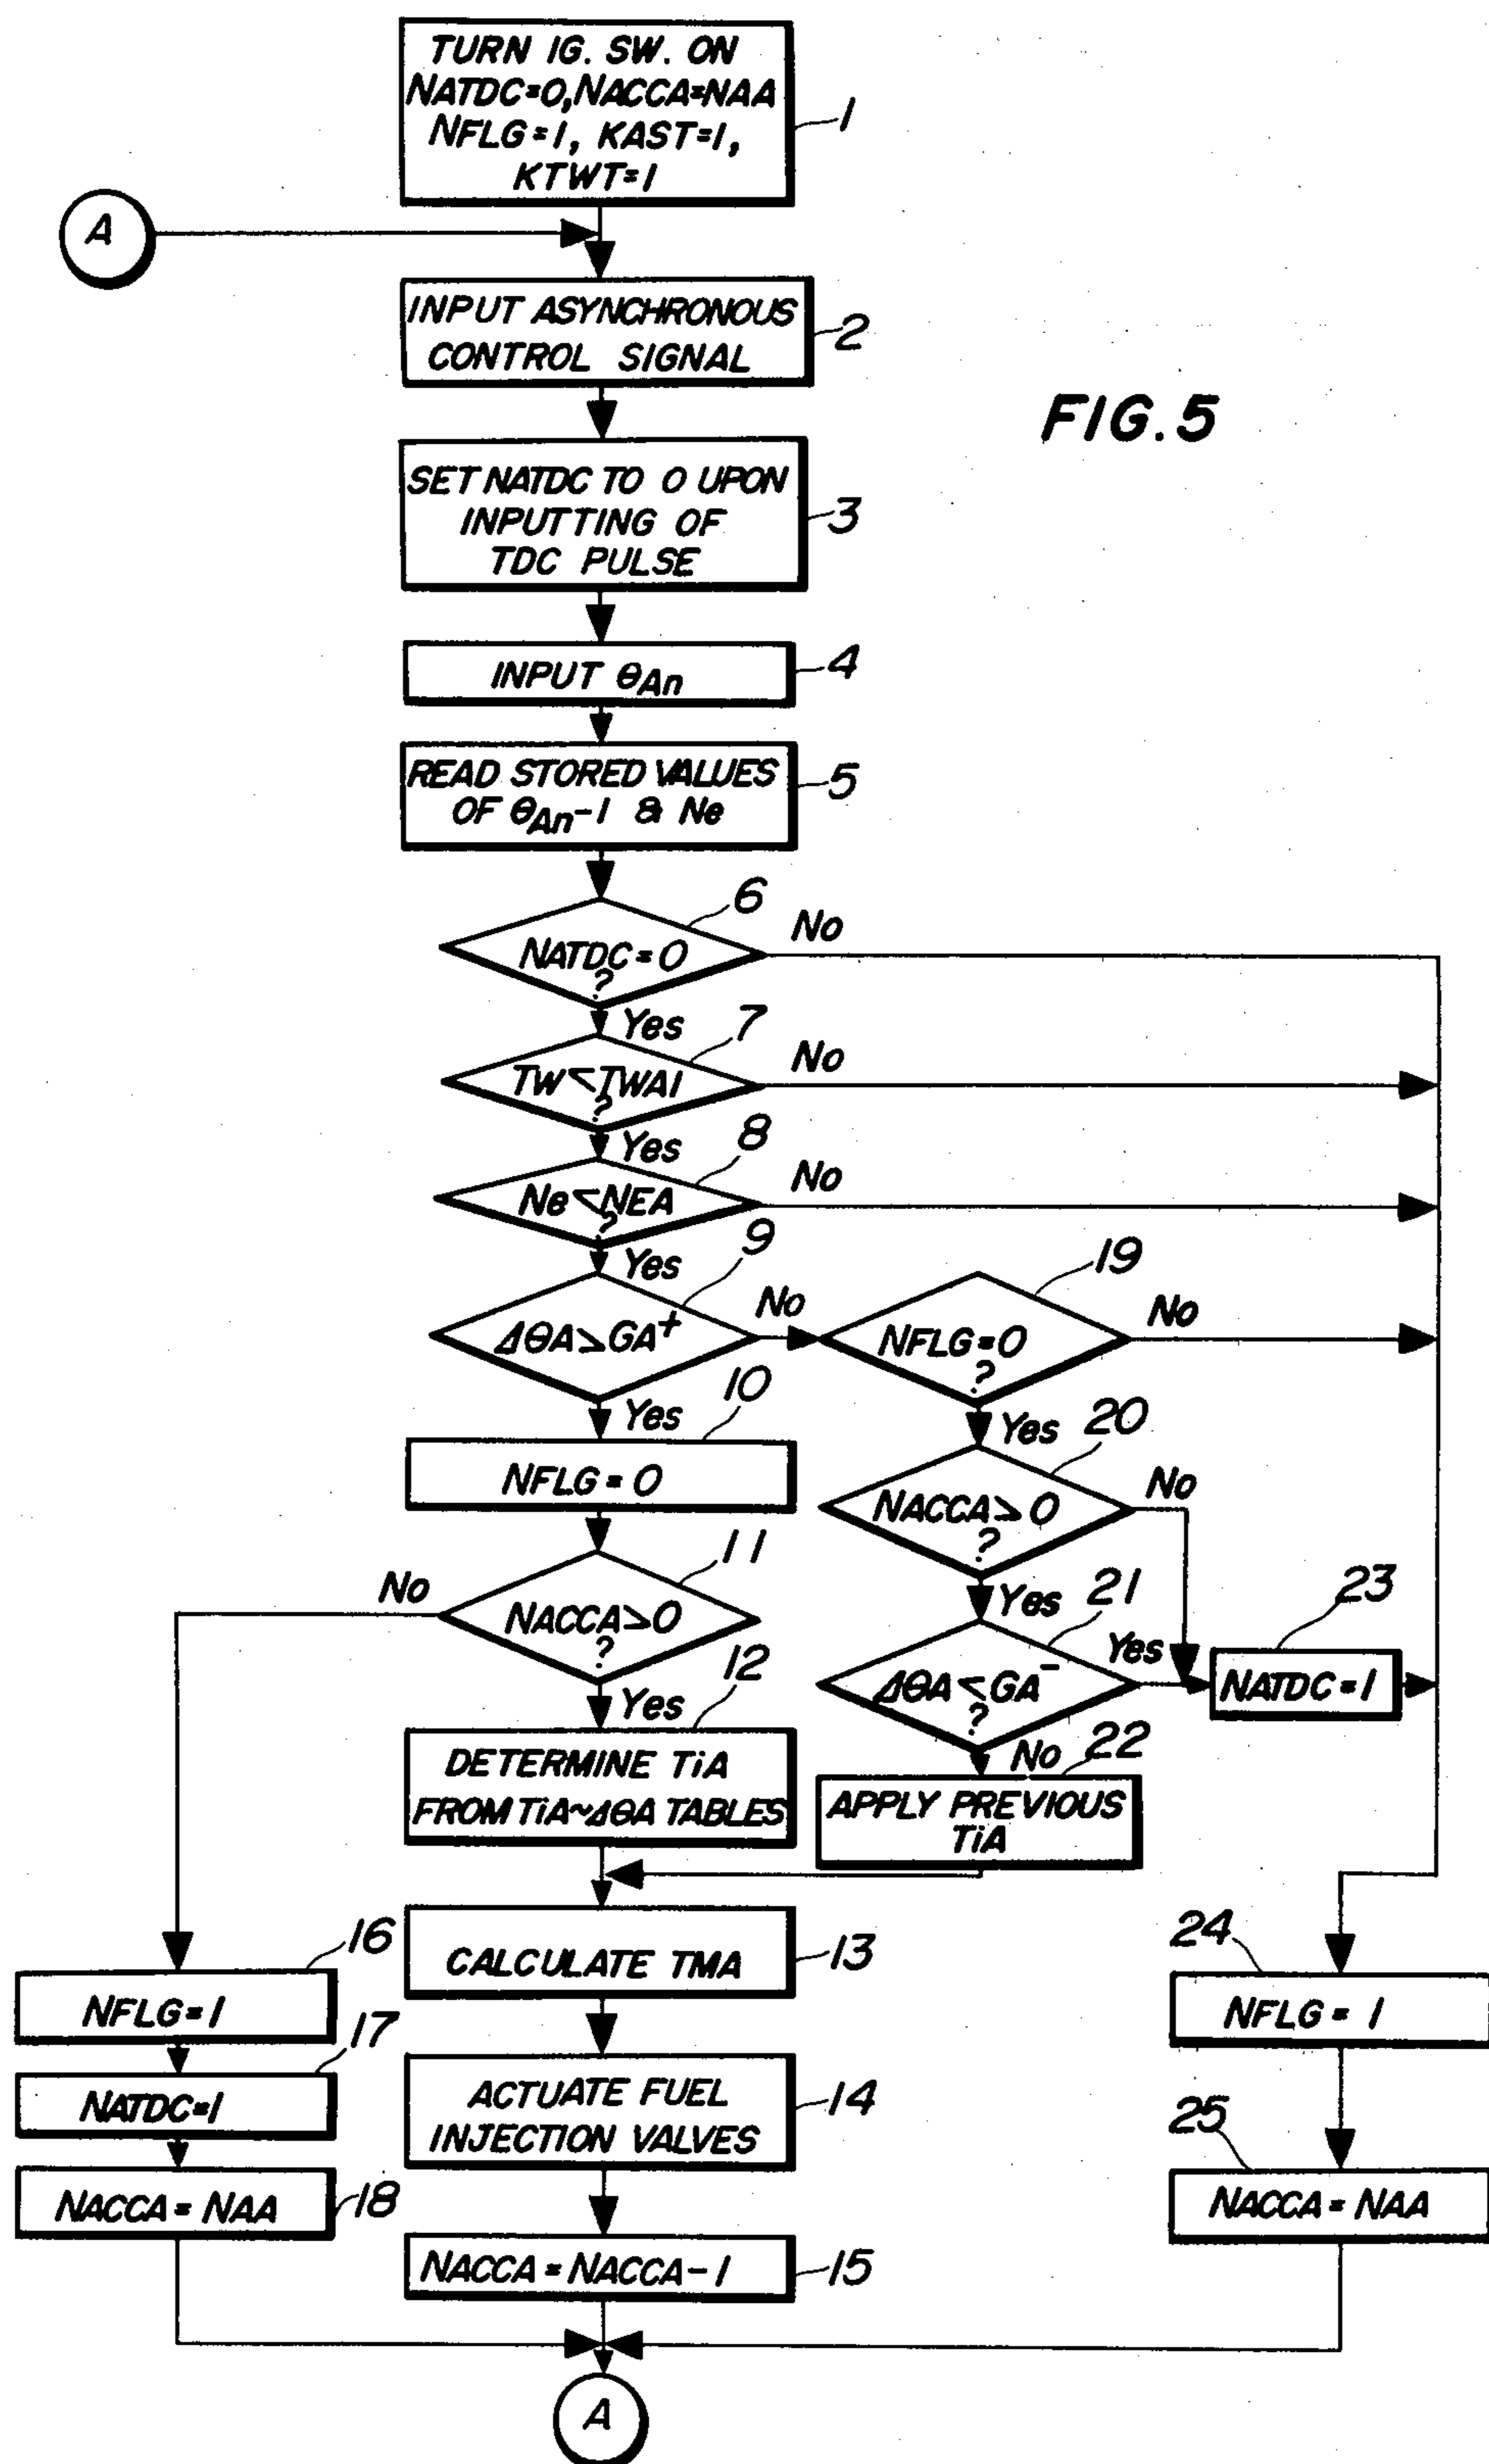 TURN IG. SW. ON
NATDC=0, NACCA=NAA
NFLG=1, KAST=1,
KTWT=1
1
A
INPUT ASYNCHRONOUS
CONTROL SIGNAL
2
FIG. 5
SET NATDC TO 0 UPON
INPUTTING OF
TDC PULSE
3
INPUT θAn
4
READ STORED VALUES
OF θAn-1 & Ne
5
6
NATDC=0
?
No
Yes
7
TW<TWA1
?
No
Yes
8
Ne<NEA
?
No
Yes
9
ΔθA>GA+
No
Yes
19
NFLG=0
?
No
Yes
10
NFLG=0
20
NACCA>0
?
No
Yes
11
NACCA>0
?
No
Yes
21
ΔθA<GA-
?
Yes
No
23
NATDC=1
12
DETERMINE TiA
FROM TiA~ΔθA TABLES
22
APPLY PREVIOUS
TiA
13
CALCULATE TMA
16
NFLG=1
24
NFLG=1
17
NATDC=1
14
ACTUATE FUEL
INJECTION VALVES
25
NACCA=NAA
18
NACCA=NAA
15
NACCA=NACCA-1
A